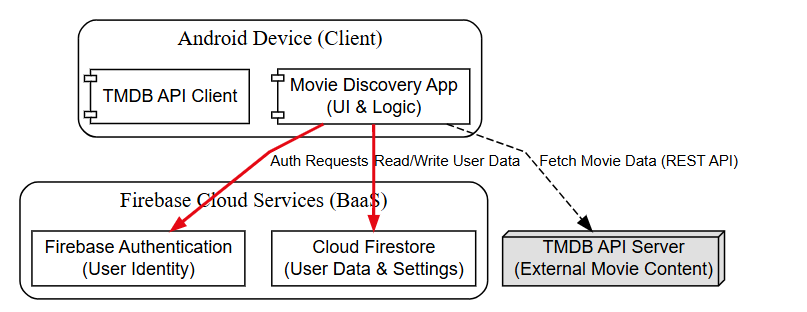 Android Device (Client)
TMDB API Client
Movie Discovery App
(UI & Logic)
Auth Requests
Read/Write User Data
Fetch Movie Data (REST API)
Firebase Cloud Services (BaaS)
Firebase Authentication
(User Identity)
Cloud Firestore
(User Data & Settings)
TMDB API Server
(External Movie Content)